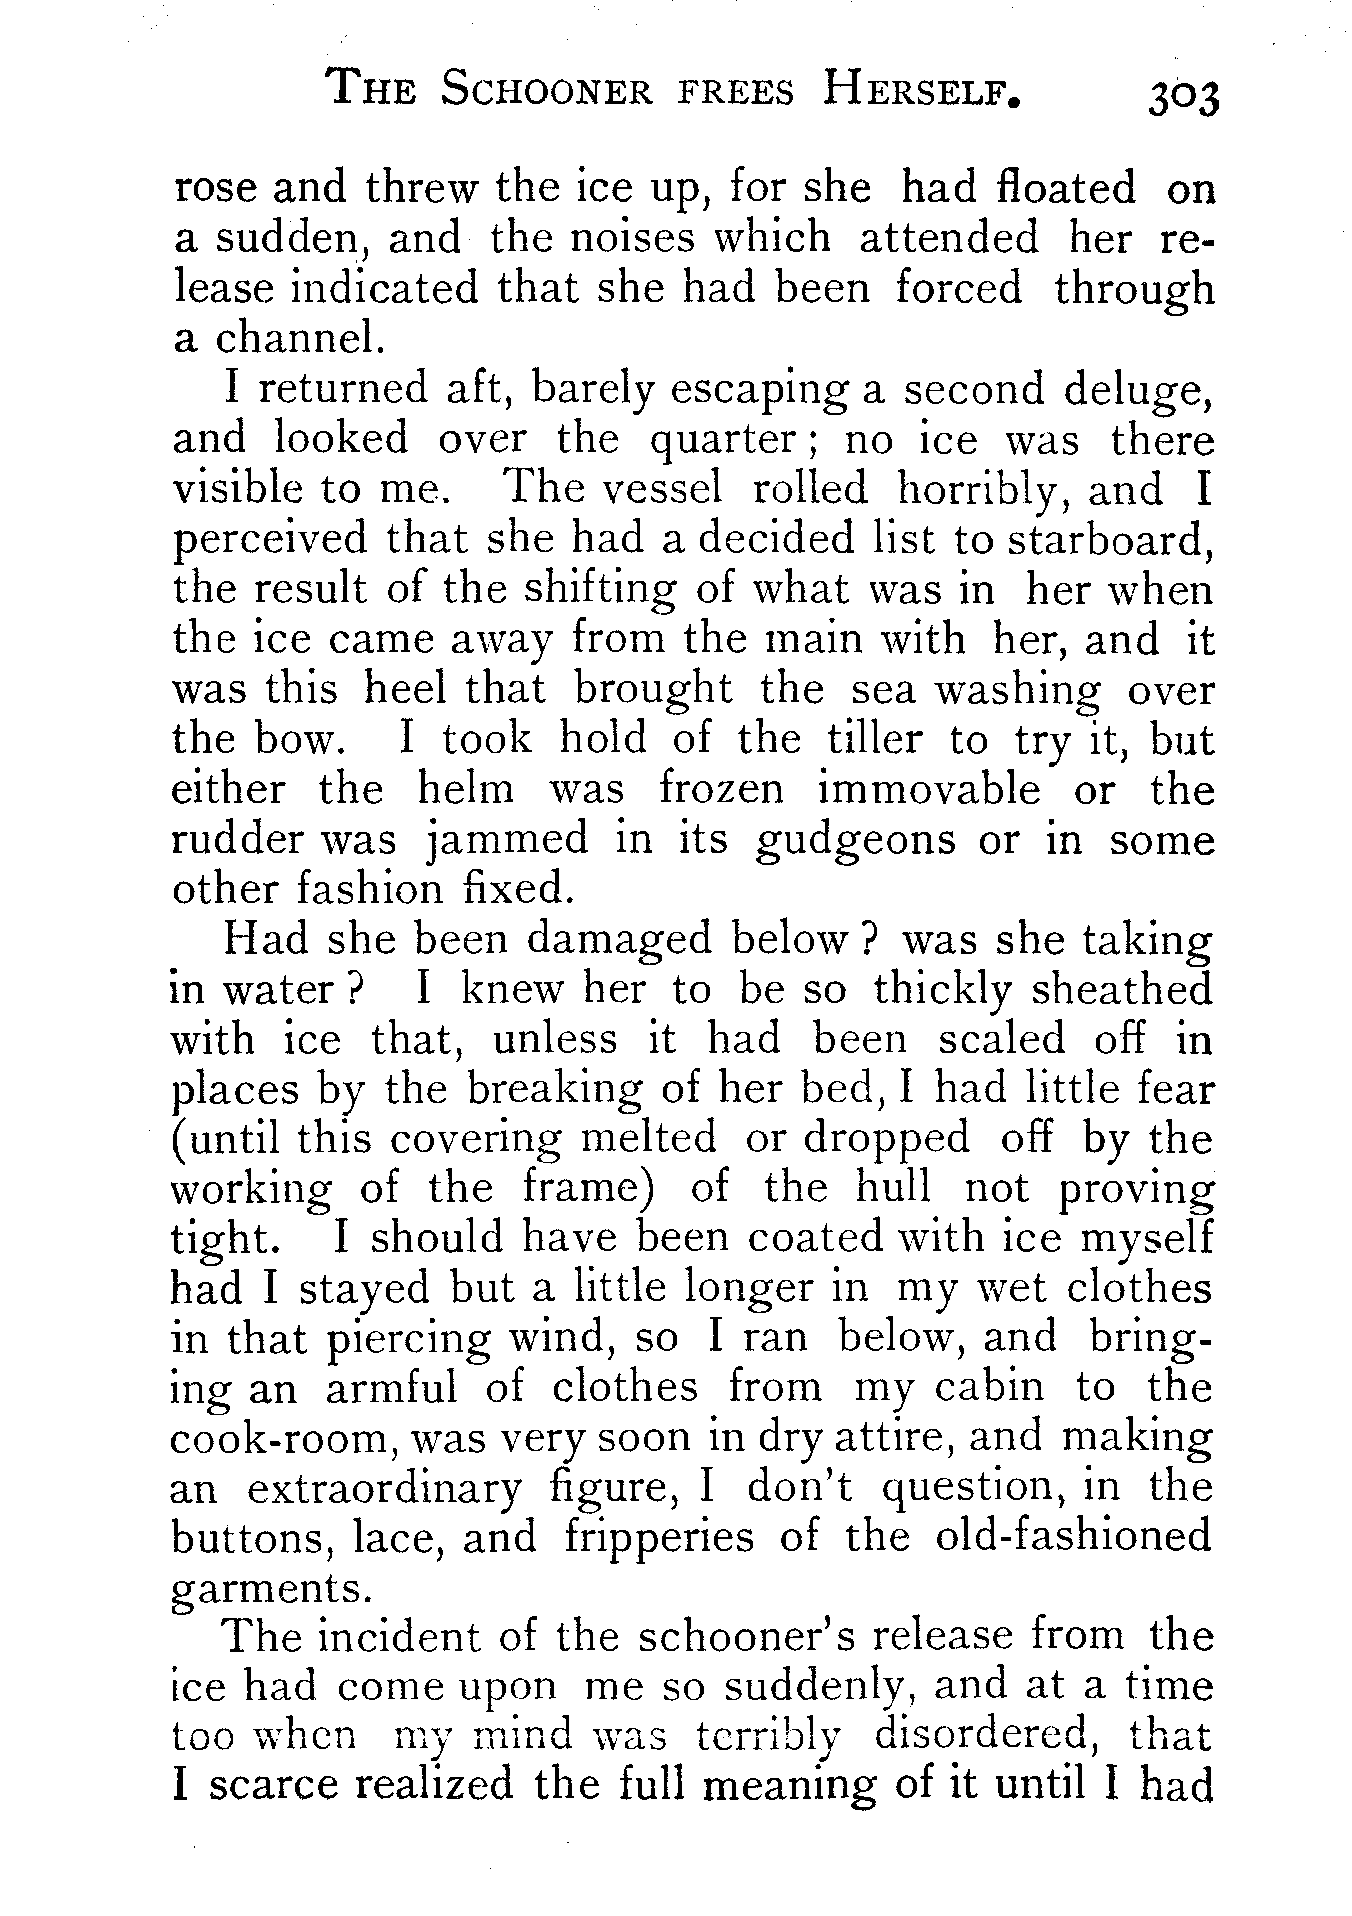 THE SCHOONER FREES HERSELF. 303
rose and threw the ice up, for she had floated on
a sudden, and the noises which attended her re-
lease indicated that she had been forced through
a channel.
I returned aft, barely escaping a second deluge,
and looked over the quarter; no ice was there
visible to me. The vessel rolled horribly, and I
perceived that she had a decided list to starboard,
the result of the shifting of what was in her when
the ice came away from the main with her, and it
was this heel that brought the sea washing over
the bow. I took hold of the tiller to try it, but
either the helm was frozen immovable or the
rudder was jammed in its gudgeons or in some
other fashion fixed.
Had she been damaged below? was she taking
in water? I knew her to be so thickly sheathed
with ice that, unless it had been scaled off in
places by the breaking of her bed, I had little fear
(until this covering melted or dropped off by the
working of the frame) of the hull not proving
tight. I should have been coated with ice myself
had I stayed but a little longer in my wet clothes
in that piercing wind, so I ran below, and bring-
ing an armful of clothes from my cabin to the
cook-room, was very soon in dry attire, and making
an extraordinary figure, I don't question, in the
buttons, lace, and fripperies of the old-fashioned
garments.
The incident of the schooner's release from the
ice had come upon me so suddenly, and at a time
too when my mind was terribly disordered, that
I scarce realized the full meaning of it until I had